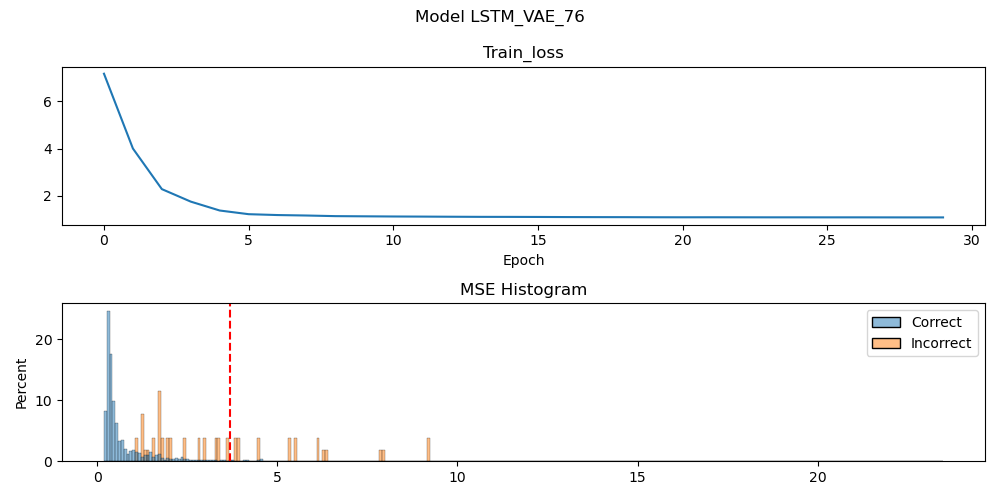 Model LSTM_VAE_76
Train_loss
6
4
2
0 5 10 15 20 25 30
Epoch
MSE Histogram
Correct
Incorrect
Percent
20
10
0
0 5 10 15 20